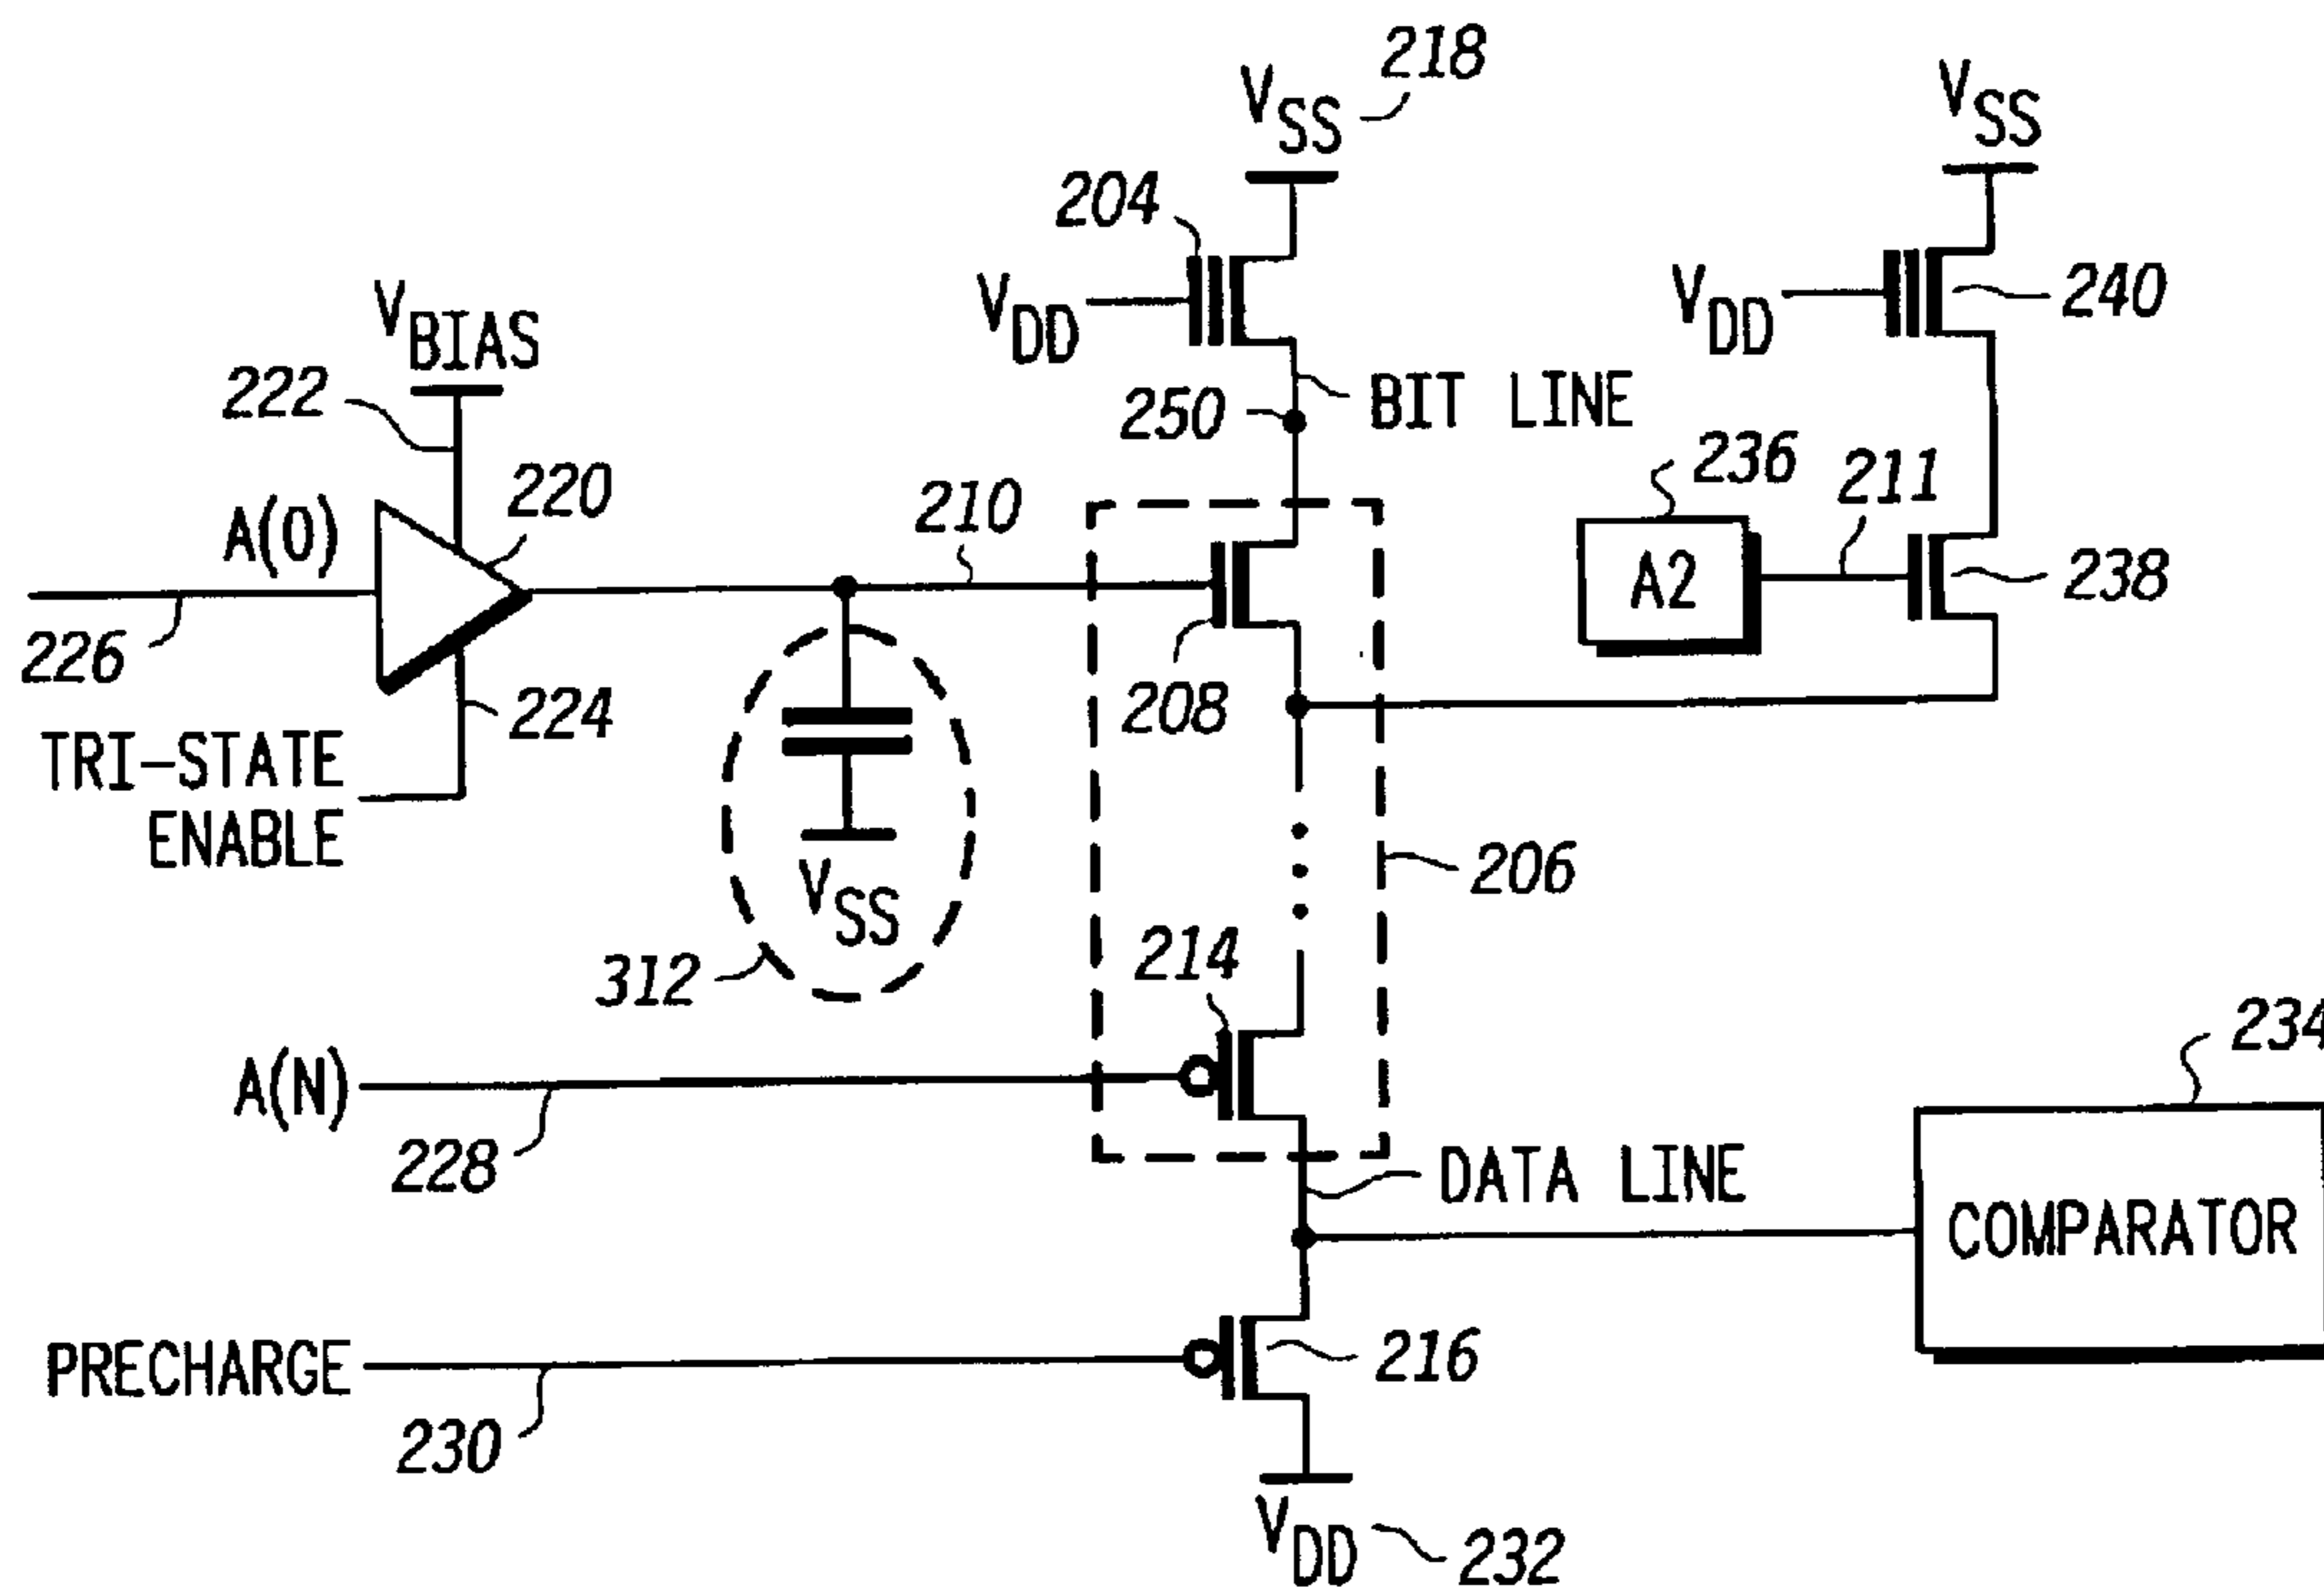 218
VSS
VSS
204
VDD
VDD
240
VBIAS
222
BIT LINE
250
236
211
220
A(0)
210
A2
238
226
208
224
TRI-STATE
ENABLE
206
VSS
312
214
234
A(N)
228
DATA LINE
COMPARATOR
PRECHARGE
216
230
VDD
232